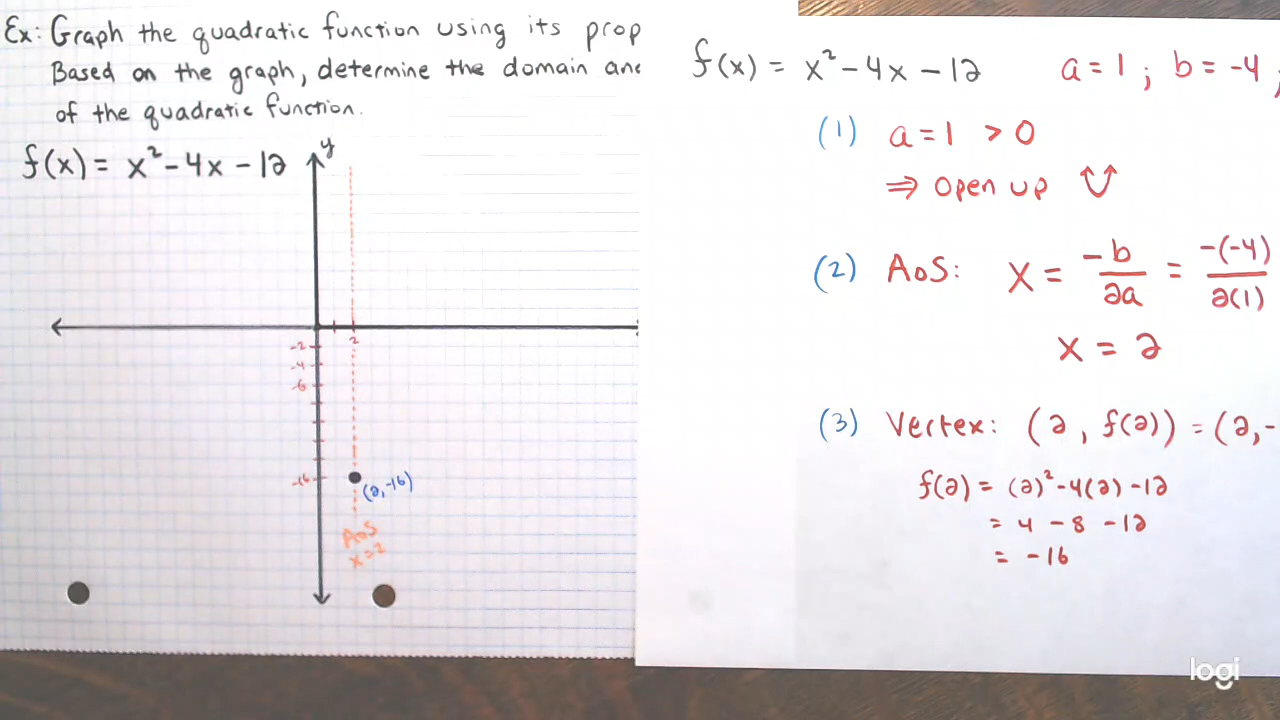 Ex: Graph the quadratic function using its prop
Based on the graph, determine the domain and
of the quadratic function.
f(x) = x² - 4x - 12
y
2
-2
-4
-6
-16
(2, -16)
AoS
x = 2
f(x) = x² - 4x - 12 a = 1 ; b = -4 ;
(1) a = 1 > 0
⇒ Open up
(2) AoS: X = -b/2a = -(-4)/2(1)
x = 2
(3) Vertex: (2, f(2)) = (2, -
f(2) = (2)² - 4(2) - 12
= 4 - 8 - 12
= -16
logi